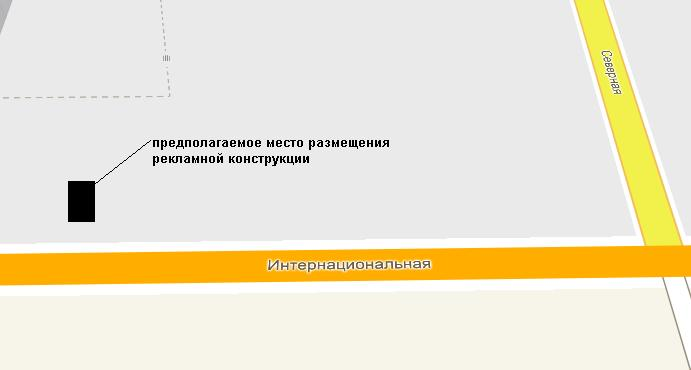 Северная
предполагаемое место размещения
рекламной конструкции
Интернациональная